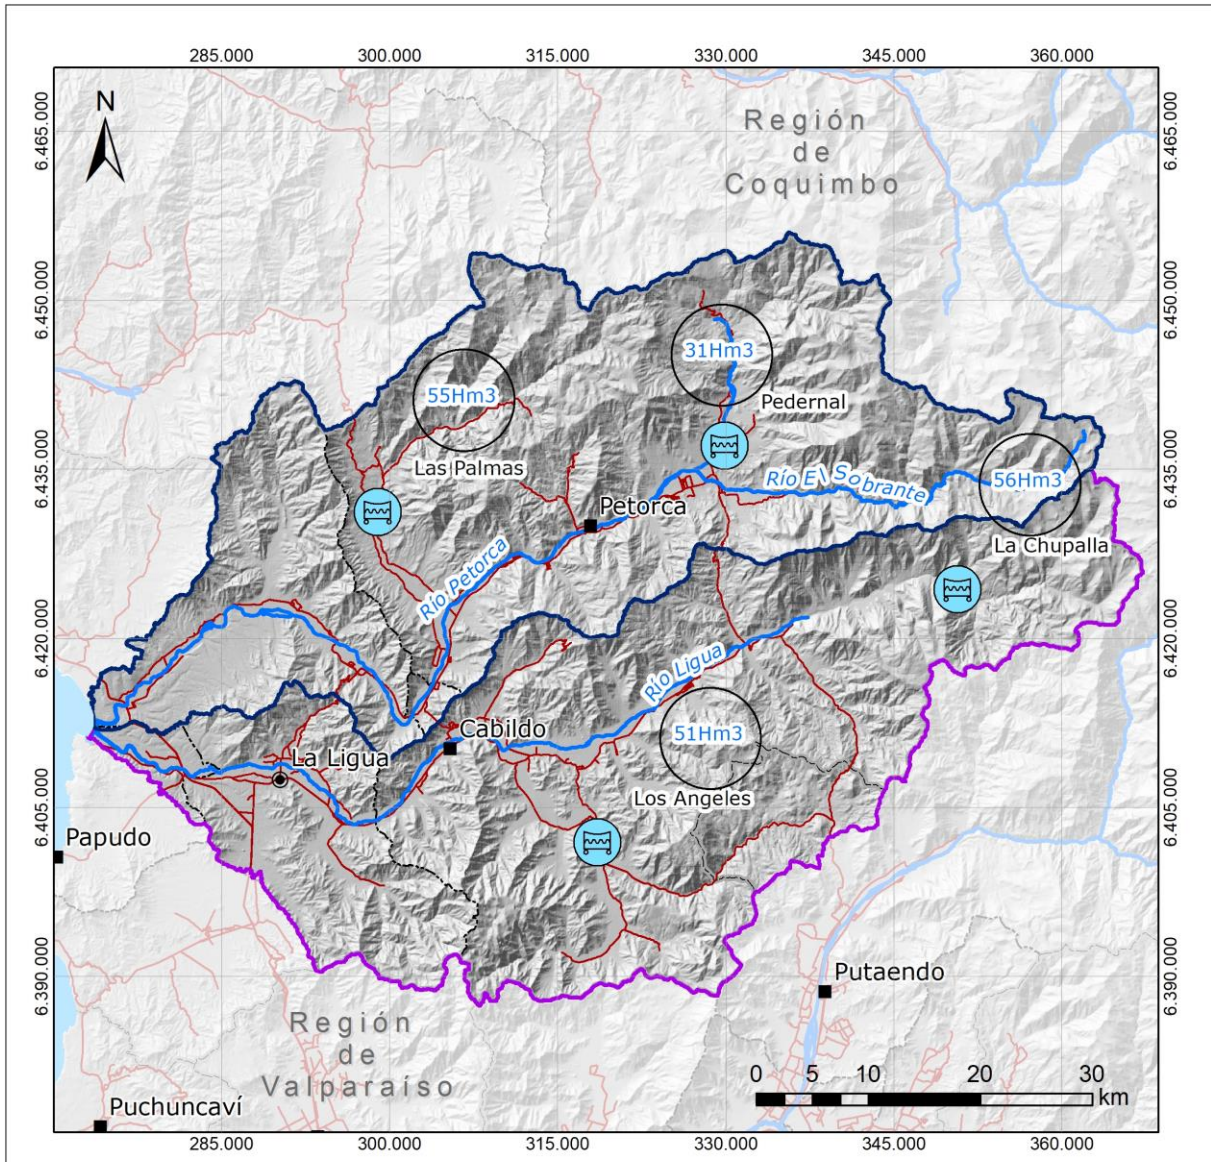 285.000 300.000 315.000 330.000 345.000 360.000
N
6.465.000
6.465.000
Región
de
Coquimbo
6.450.000
6.450.000
31Hm3
55Hm3
Pedernal
Las Palmas
6.435.000
6.435.000
Río El Sobrante
56Hm3
Petorca
La Chupalla
Río Petorca
6.420.000
6.420.000
Río Ligua
Cabildo
51Hm3
La Ligua
Los Angeles
6.405.000
6.405.000
Papudo
6.390.000
6.390.000
Putaendo
Región
de
Valparaíso
0 5 10 20 30
km
Puchuncaví
285.000 300.000 315.000 330.000 345.000 360.000